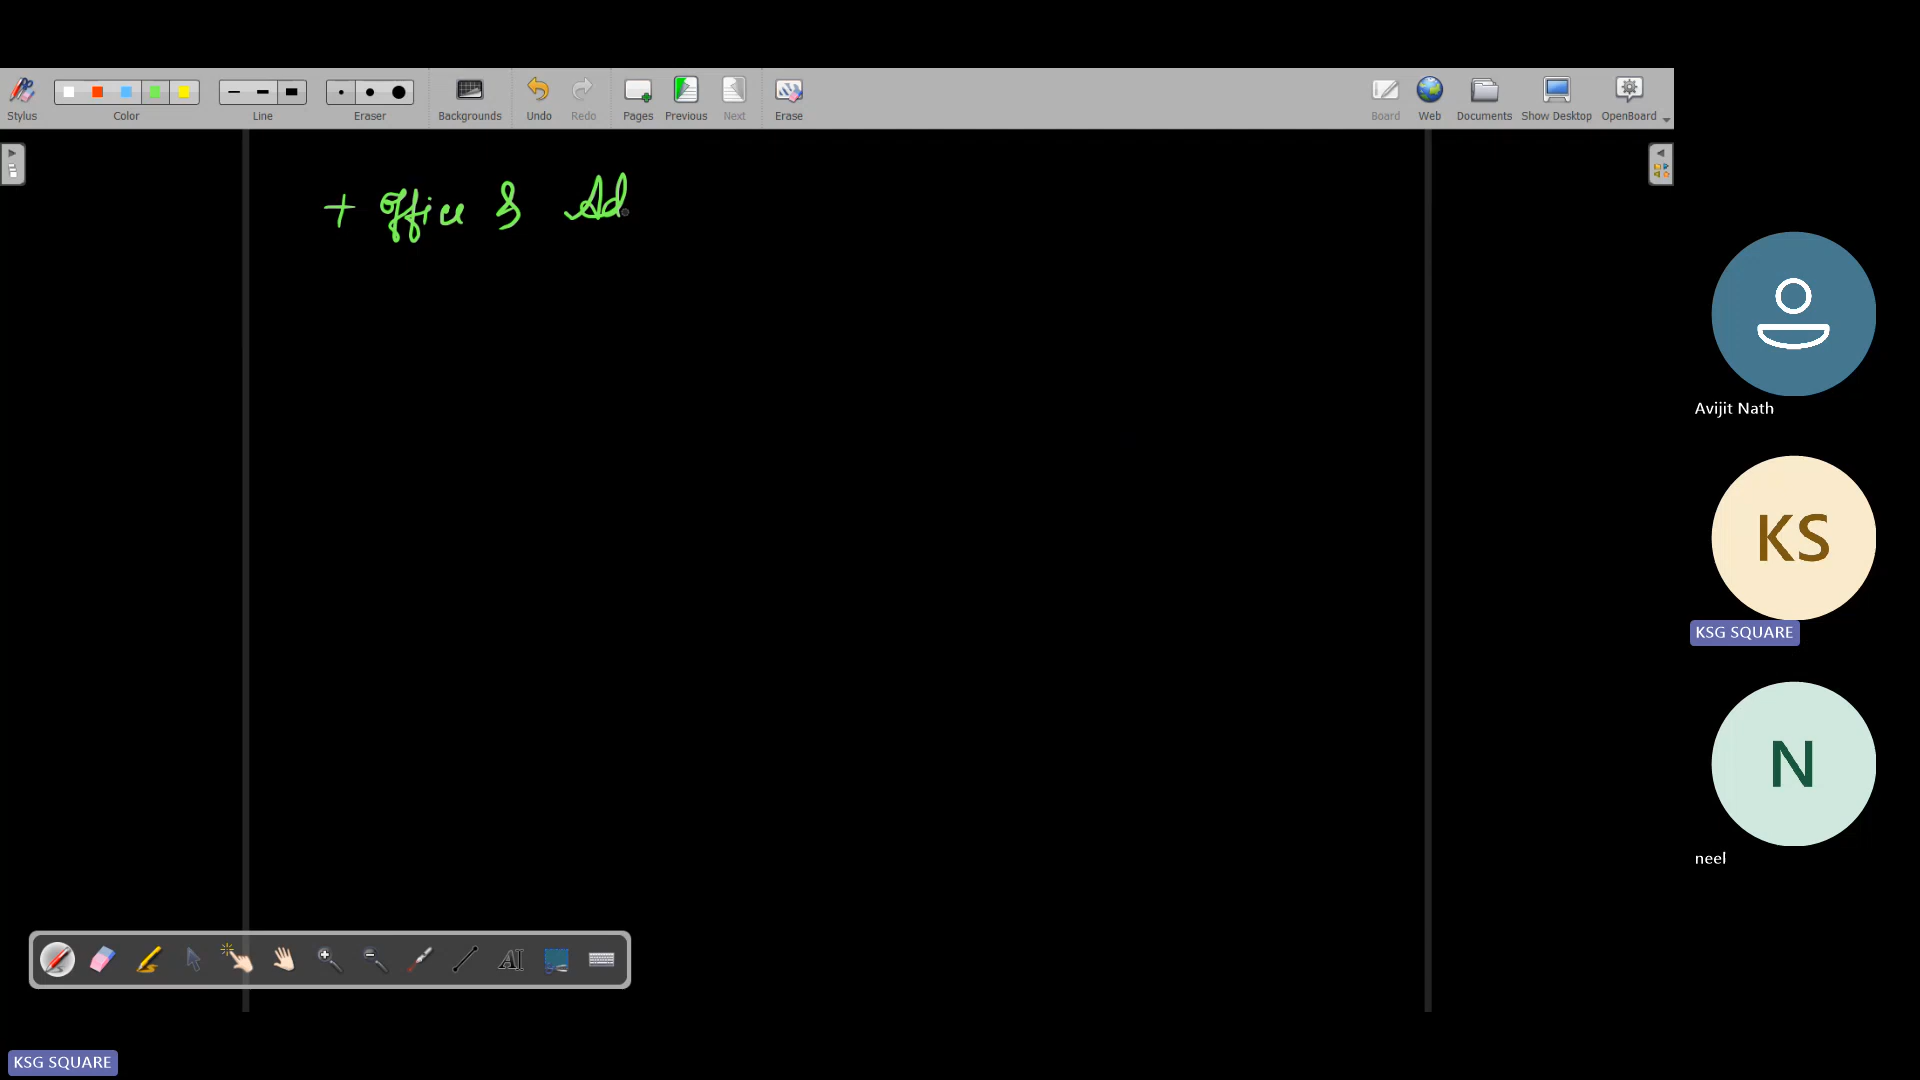 Stylus Color Line Eraser Backgrounds Undo Redo Pages Previous Next Erase Board Web Documents Show Desktop OpenBoard
+ Office & Ad
Avijit Nath
KS
KSG SQUARE
N
neel
AI
KSG SQUARE